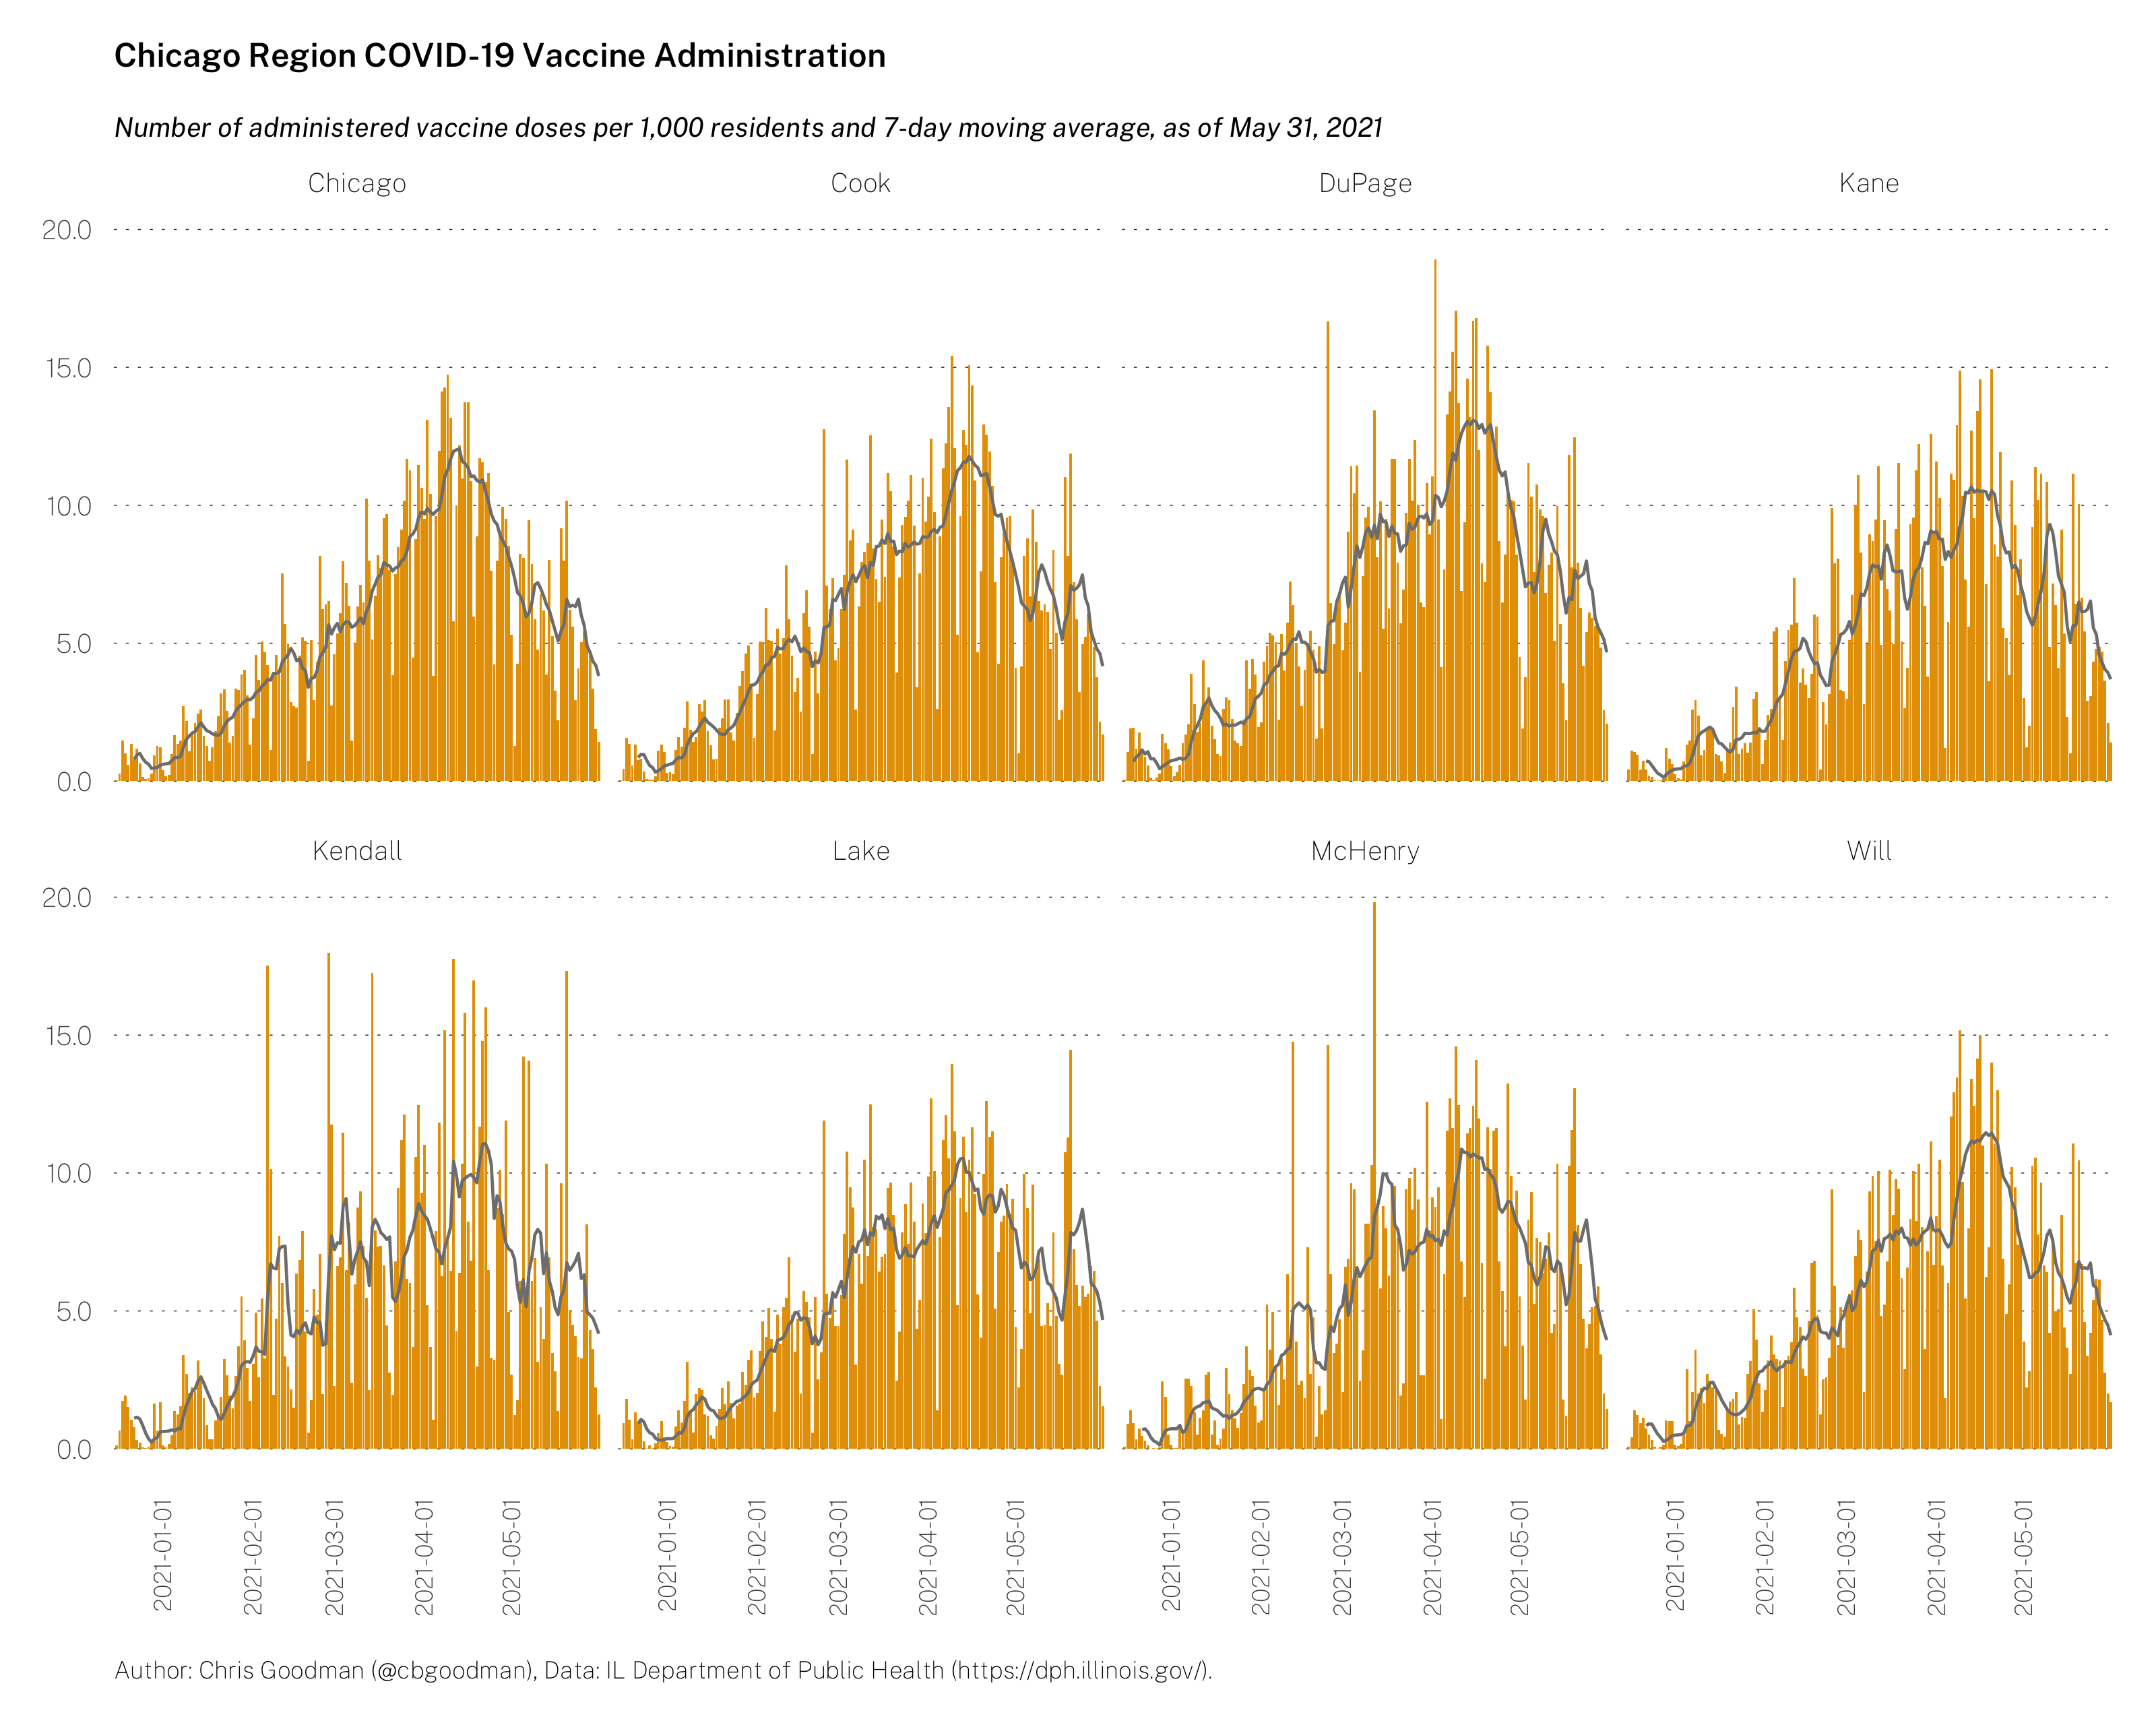 Chicago Region COVID-19 Vaccine Administration
Number of administered vaccine doses per 1,000 residents and 7-day moving average, as of May 31, 2021
Chicago Cook DuPage Kane
20.0
15.0
10.0
5.0
0.0
Kendall Lake McHenry Will
20.0
15.0
10.0
5.0
0.0
2021-01-01 2021-02-01 2021-03-01 2021-04-01 2021-05-01 2021-01-01 2021-02-01 2021-03-01 2021-04-01 2021-05-01 2021-01-01 2021-02-01 2021-03-01 2021-04-01 2021-05-01 2021-01-01 2021-02-01 2021-03-01 2021-04-01 2021-05-01
Author: Chris Goodman (@cbgoodman), Data: IL Department of Public Health (https://dph.illinois.gov/).